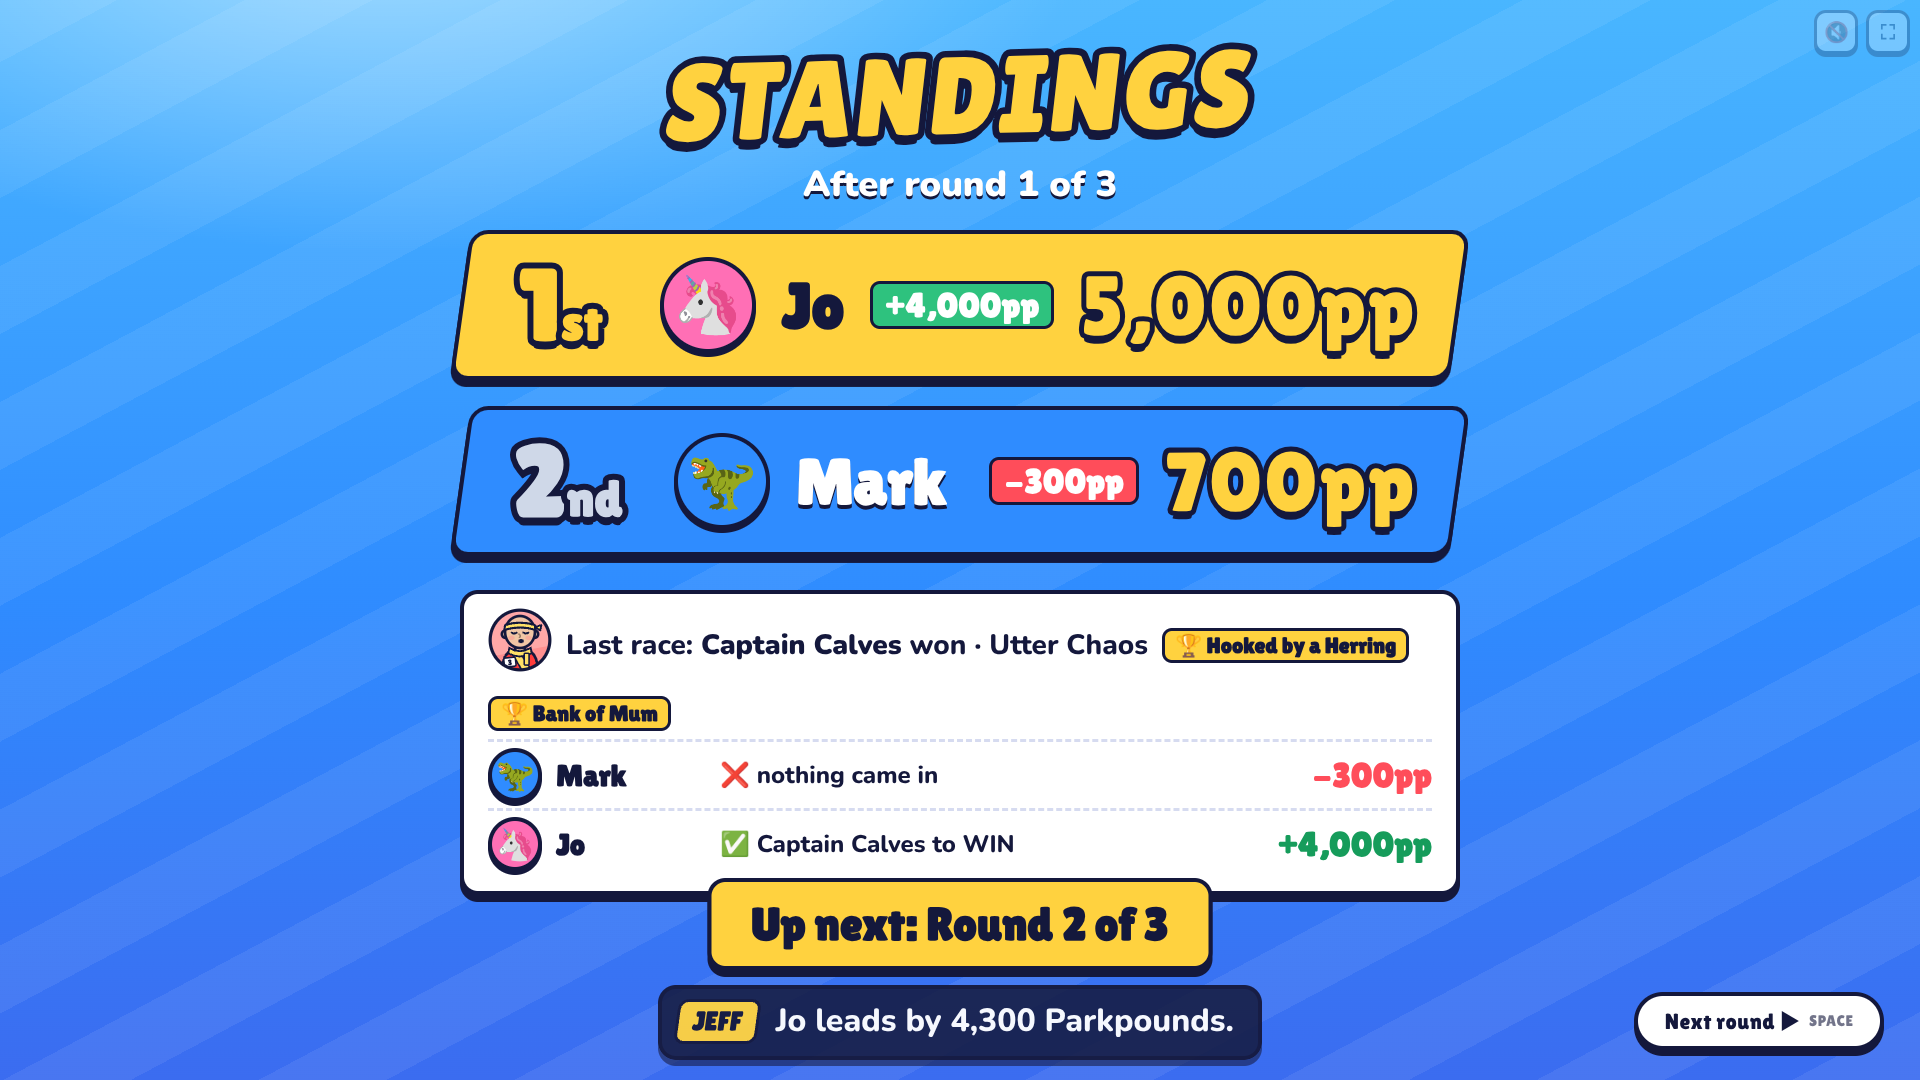 STANDINGS
After round 1 of 3
1st Jo +4,000pp 5,000pp
2nd Mark -300pp 700pp
Last race: Captain Calves won · Utter Chaos 🏆 Hooked by a Herring
🏆 Bank of Mum
Mark ❌ nothing came in -300pp
Jo ✅ Captain Calves to WIN +4,000pp
Up next: Round 2 of 3
JEFF Jo leads by 4,300 Parkpounds.
Next round ▶ SPACE